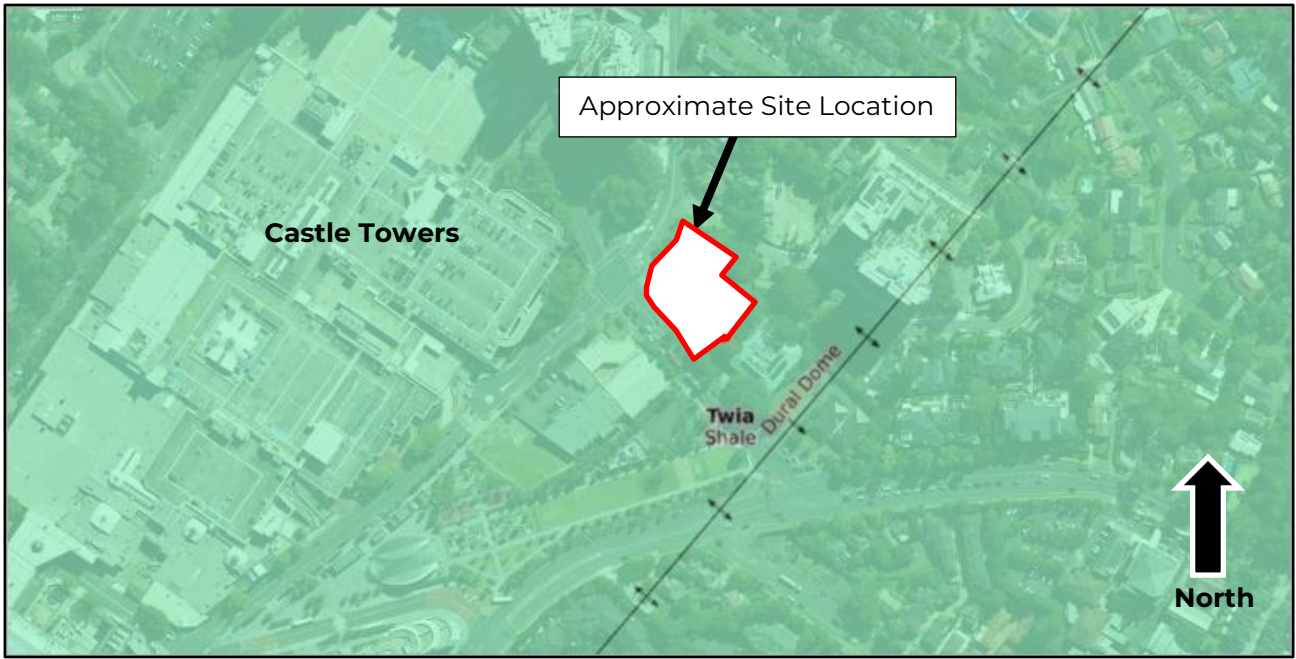 Approximate Site Location
Castle Towers
Twia
Shale
Dural Dome
North